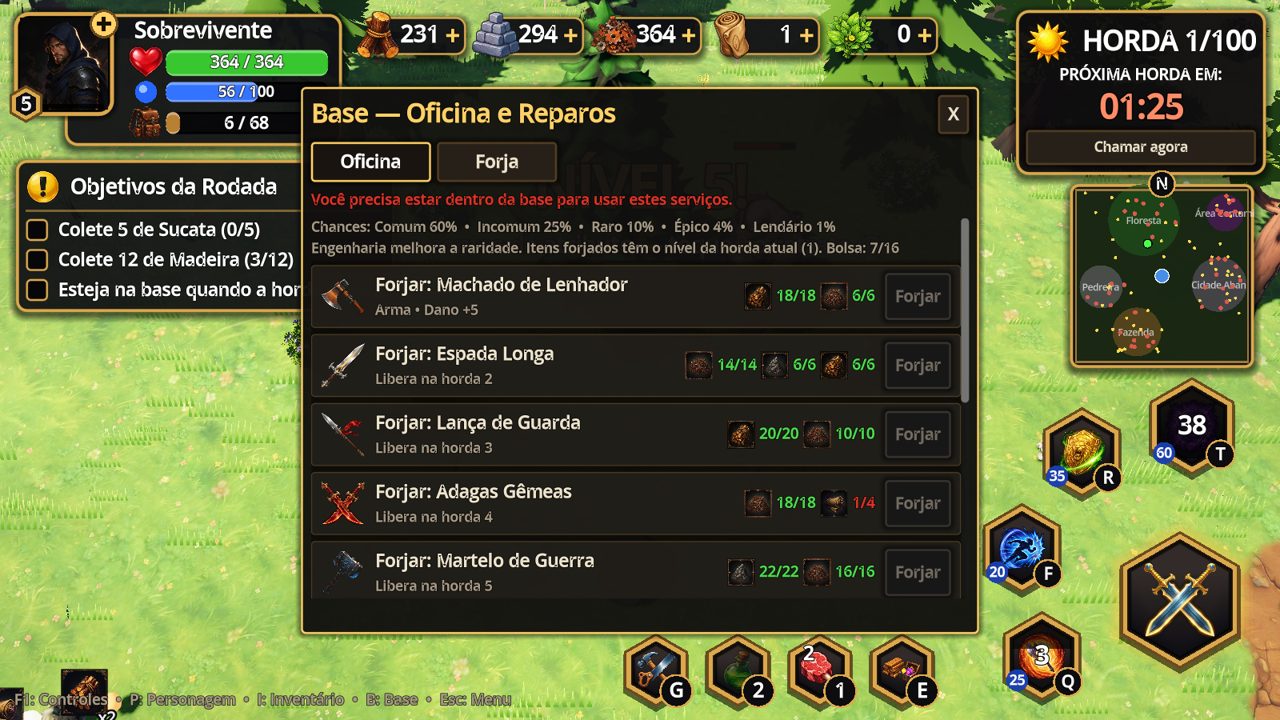 Sobrevivente
364 / 364
56 / 100
6 / 68
5
231 +
294 +
364 +
1 +
0 +
HORDA 1/100
PRÓXIMA HORDA EM:
01:25
Chamar agora
Objetivos da Rodada
Colete 5 de Sucata (0/5)
Colete 12 de Madeira (3/12)
Esteja na base quando a hor
Base — Oficina e Reparos
X
Oficina
Forja
NÍVEL 5!
Você precisa estar dentro da base para usar estes serviços.
Chances: Comum 60% • Incomum 25% • Raro 10% • Épico 4% • Lendário 1%
Engenharia melhora a raridade. Itens forjados têm o nível da horda atual (1). Bolsa: 7/16
Forjar: Machado de Lenhador
Arma • Dano +5
18/18
6/6
Forjar
Forjar: Espada Longa
Libera na horda 2
14/14
6/6
6/6
Forjar
Forjar: Lança de Guarda
Libera na horda 3
20/20
10/10
Forjar
Forjar: Adagas Gêmeas
Libera na horda 4
18/18
1/4
Forjar
Forjar: Martelo de Guerra
Libera na horda 5
22/22
16/16
Forjar
N
Floresta
Pedreira
Fazenda
35
R
38
60
T
20
F
3
25
Q
G
2
2
1
E
F1: Controles • P: Personagem • I: Inventário • B: Base • Esc: Menu
x2